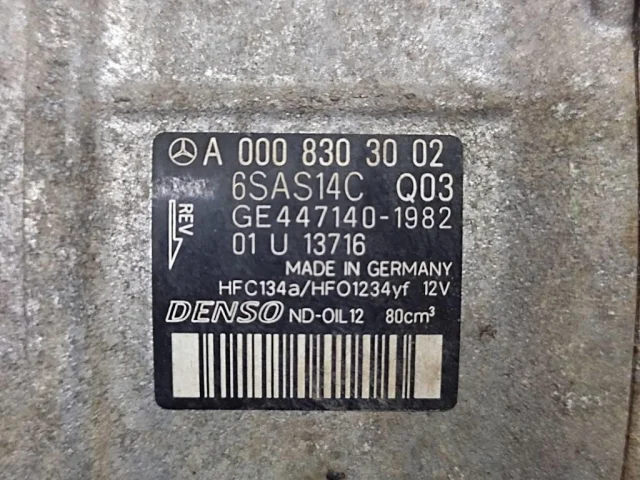 A 000 830 30 02
6SAS14C Q03
REV
GE447140-1982
01 U 13716
MADE IN GERMANY
HFC134a/HFO1234yf 12V
DENSO ND-OIL12 80cm³